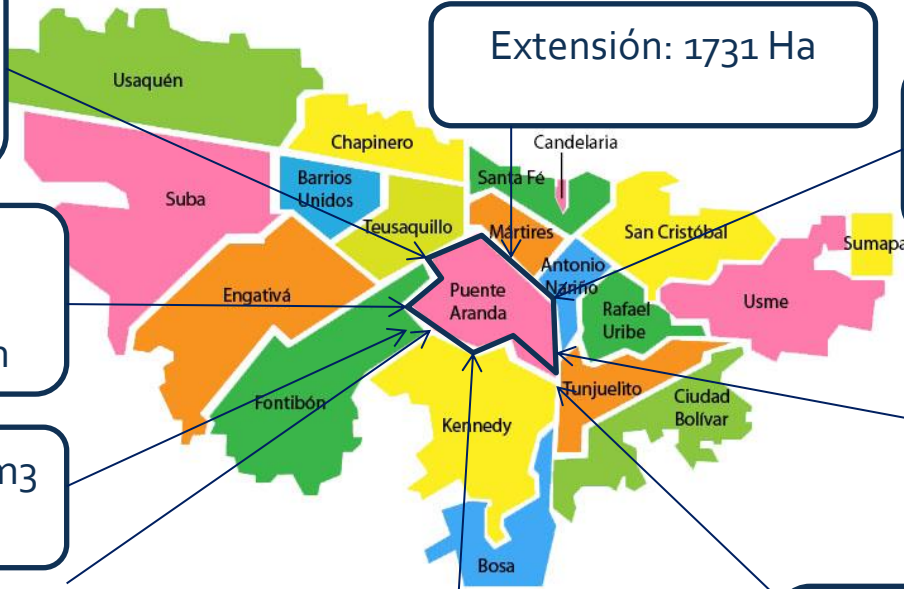 Extensión: 1731 Ha
Usaquén
Chapinero
Candelaria
Suba
Barrios
Unidos
Santa Fé
Teusaquillo
Mártires
San Cristóbal
Sumapa
Antonio
Nariño
Engativá
Puente
Aranda
Rafael
Uribe
Usme
n
Fontibón
Tunjuelito
Ciudad
Bolívar
Kennedy
m3
Bosa